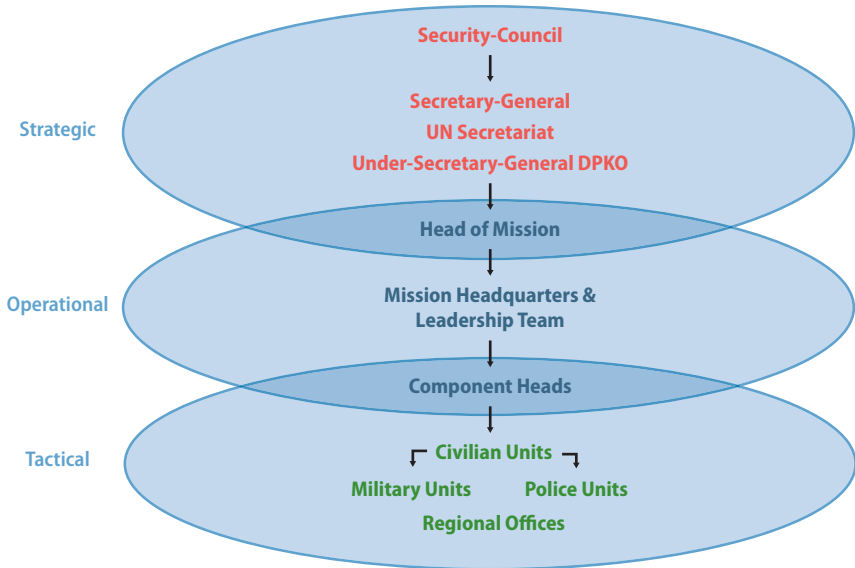 Security-Council
Secretary-General
Strategic
UN Secretariat
Under-Secretary-General DPKO
Head of Mission
Operational
Mission Headquarters &
Leadership Team
Component Heads
Tactical
Civilian Units
Military Units
Police Units
Regional Offices